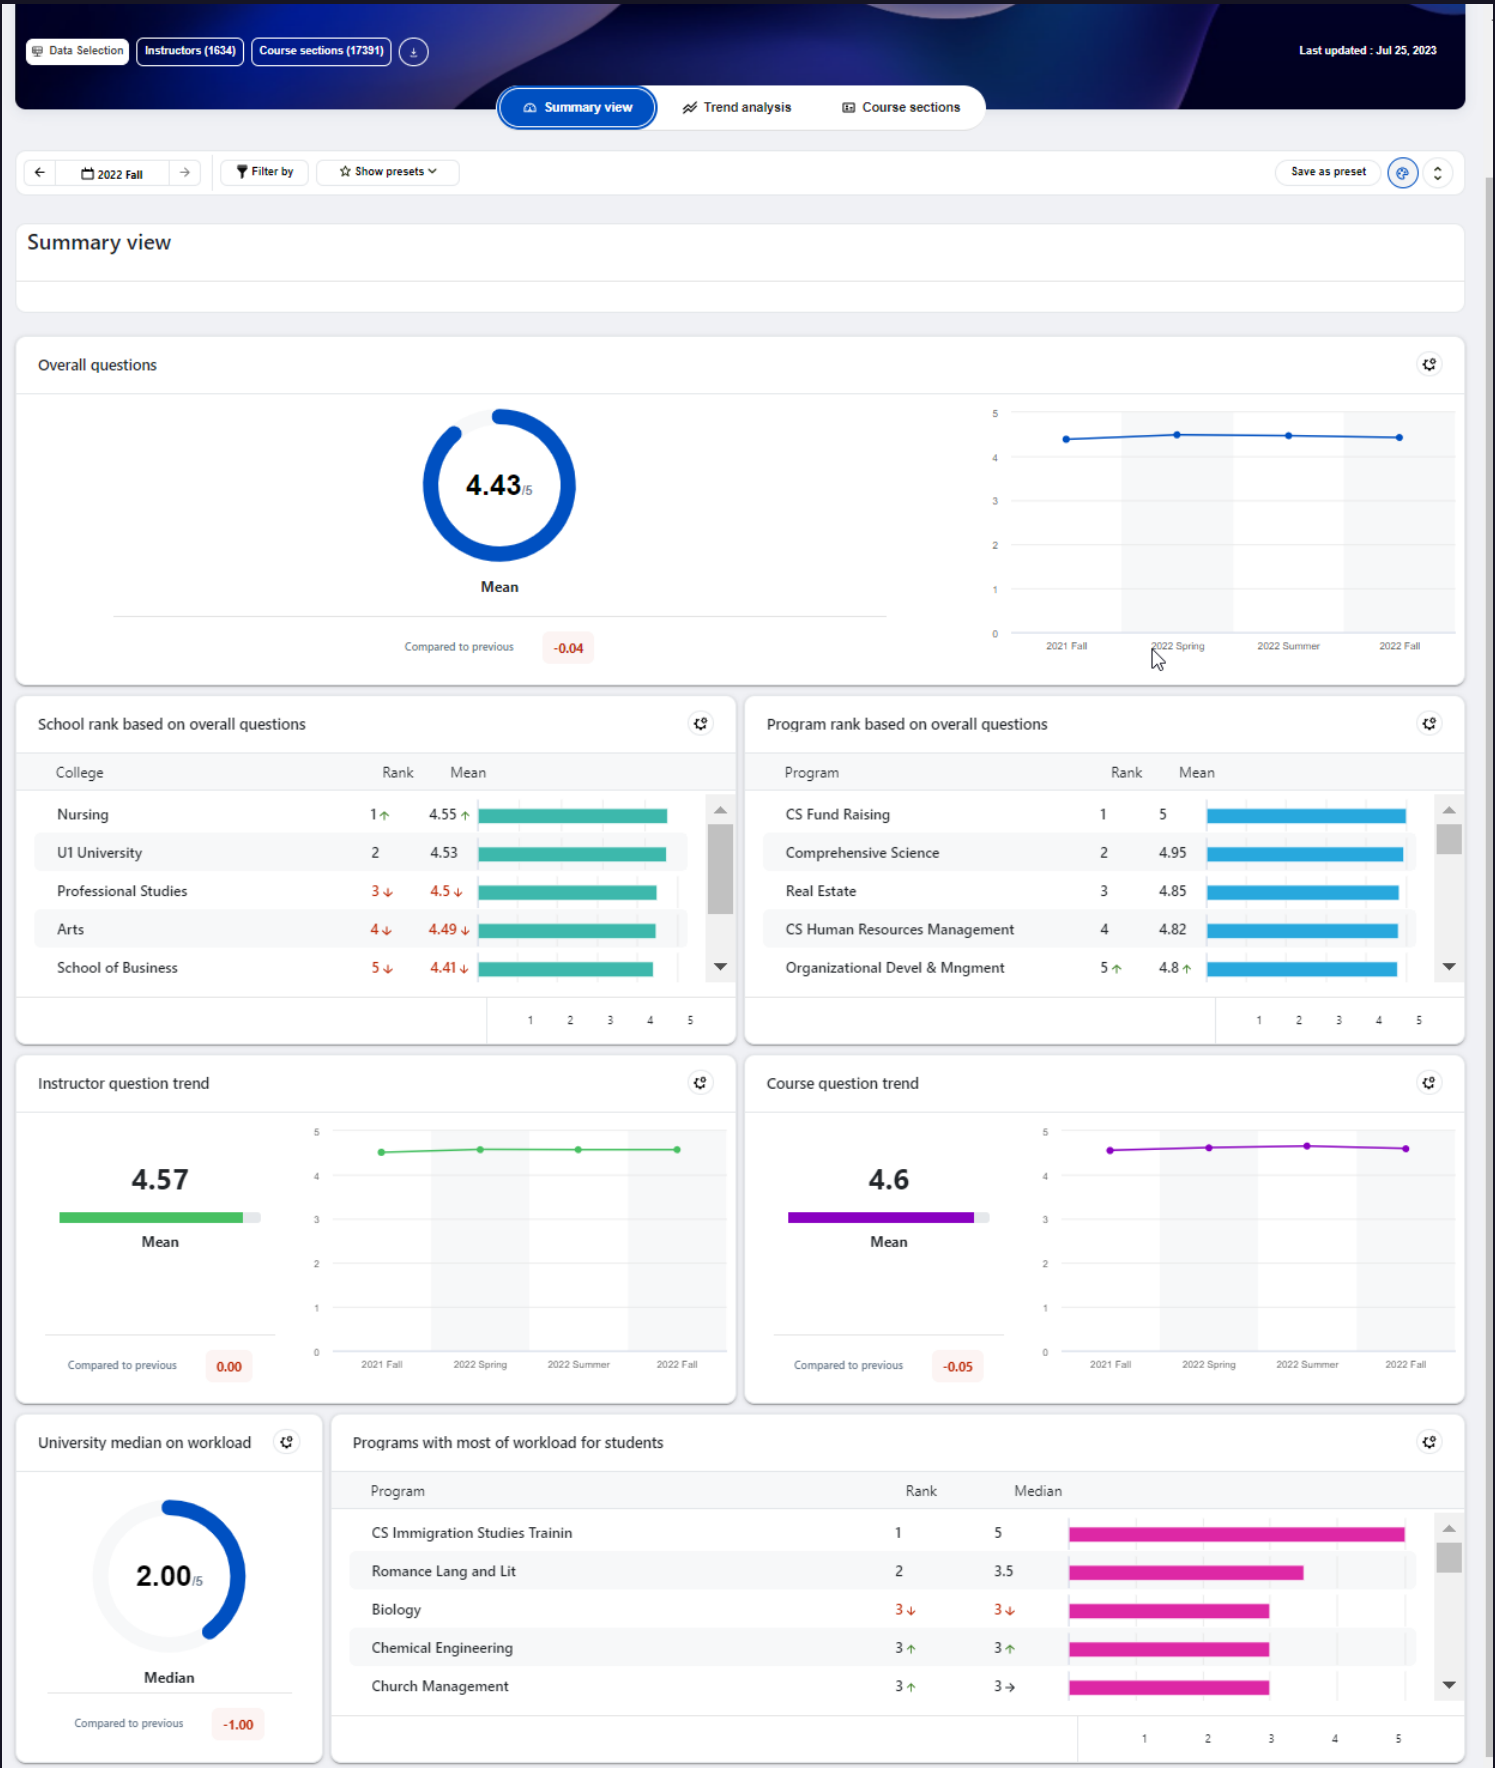 Data Selection
Instructors (1634)
Course sections (17391)
Last updated : Jul 25, 2023
Summary view
Trend analysis
Course sections
2022 Fall
Filter by
Show presets
Save as preset
Summary view
Overall questions
4.43/5
Mean
Compared to previous -0.04
5
4
3
2
1
0
2021 Fall 2022 Spring 2022 Summer 2022 Fall
School rank based on overall questions
College Rank Mean
Nursing 1↑ 4.55 ↑
U1 University 2 4.53
Professional Studies 3 ↓ 4.5 ↓
Arts 4 ↓ 4.49 ↓
School of Business 5 ↓ 4.41 ↓
1 2 3 4 5
Program rank based on overall questions
Program Rank Mean
CS Fund Raising 1 5
Comprehensive Science 2 4.95
Real Estate 3 4.85
CS Human Resources Management 4 4.82
Organizational Devel & Mngment 5 ↑ 4.8 ↑
1 2 3 4 5
Instructor question trend
4.57
Mean
Compared to previous 0.00
5
4
3
2
1
0
2021 Fall 2022 Spring 2022 Summer 2022 Fall
Course question trend
4.6
Mean
Compared to previous -0.05
5
4
3
2
1
0
2021 Fall 2022 Spring 2022 Summer 2022 Fall
University median on workload
2.00/5
Median
Compared to previous -1.00
Programs with most of workload for students
Program Rank Median
CS Immigration Studies Trainin 1 5
Romance Lang and Lit 2 3.5
Biology 3 ↓ 3 ↓
Chemical Engineering 3 ↑ 3 ↑
Church Management 3 ↑ 3 →
1 2 3 4 5